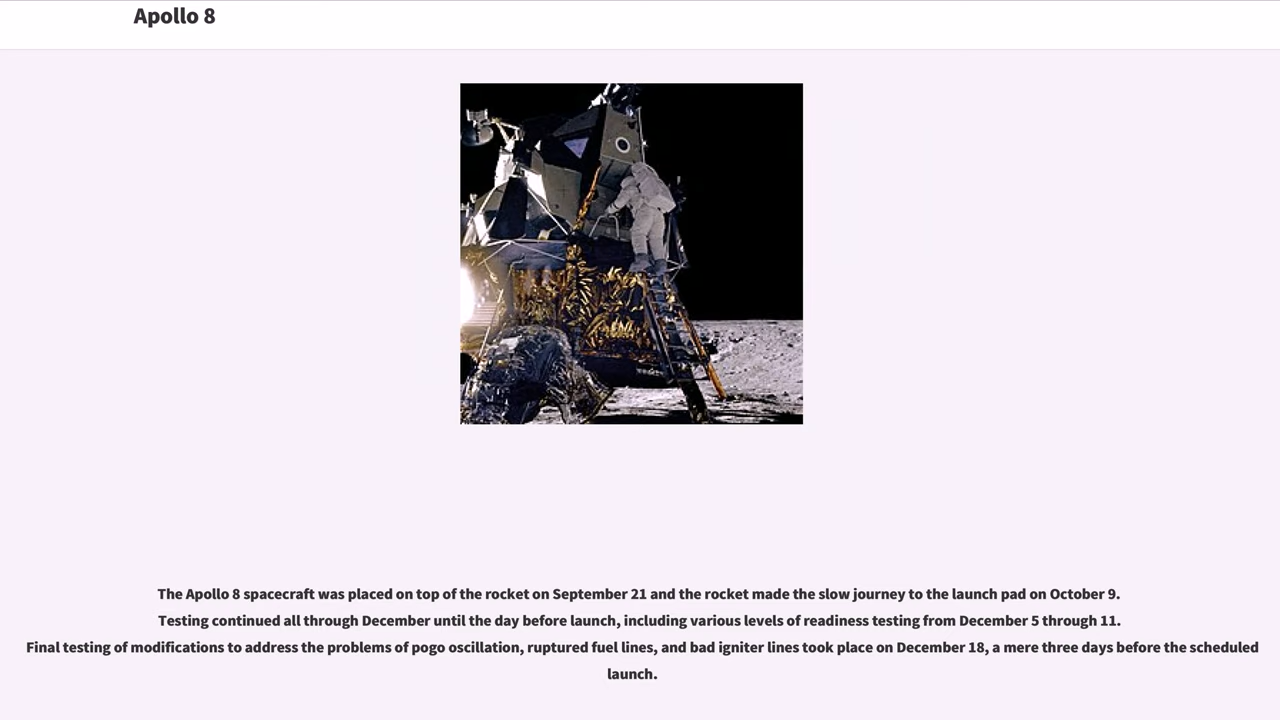 Apollo 8
The Apollo 8 spacecraft was placed on top of the rocket on September 21 and the rocket made the slow journey to the launch pad on October 9.
Testing continued all through December until the day before launch, including various levels of readiness testing from December 5 through 11.
Final testing of modifications to address the problems of pogo oscillation, ruptured fuel lines, and bad igniter lines took place on December 18, a mere three days before the scheduled
launch.